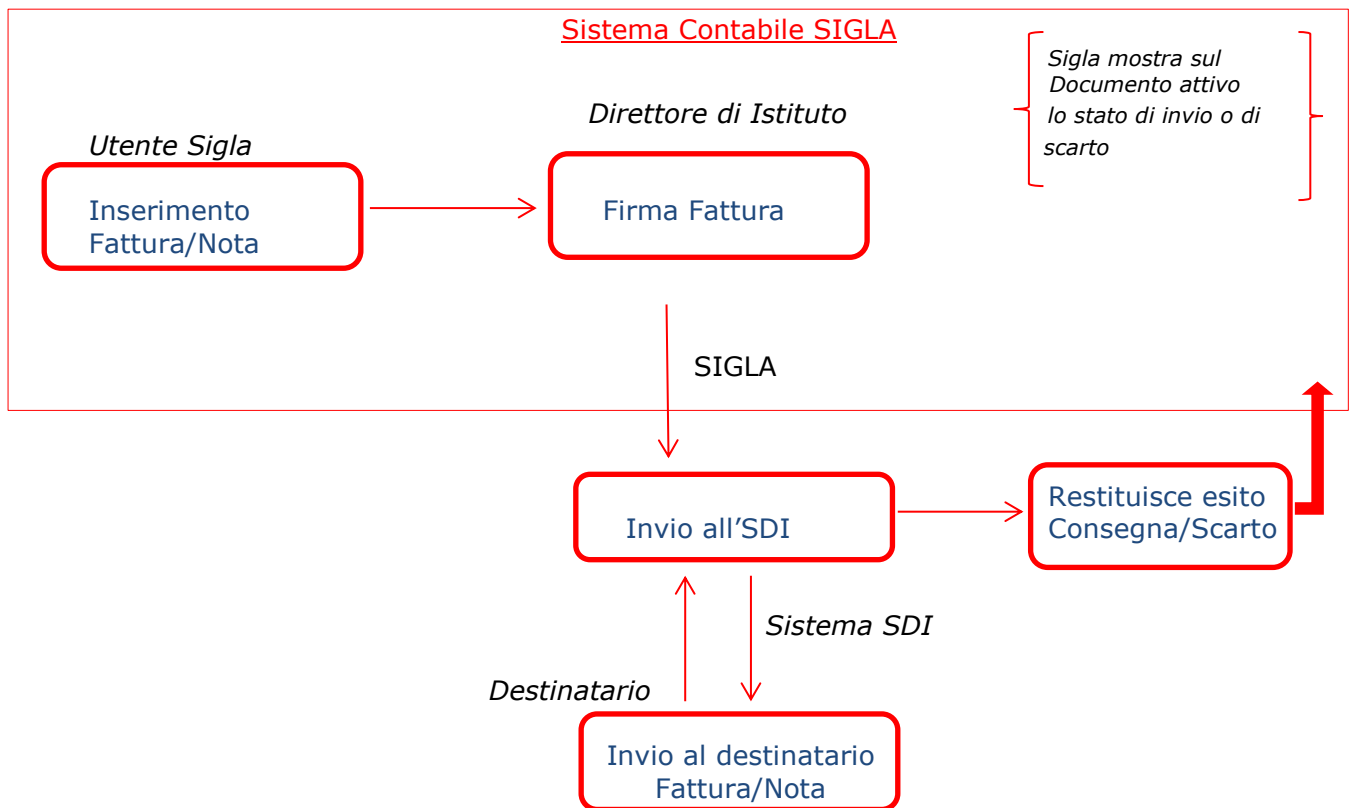 Sistema Contabile SIGLA
Sigla mostra sul
Documento attivo
lo stato di invio o di
scarto
Direttore di Istituto
Utente Sigla
Inserimento
Fattura/Nota
Firma Fattura
SIGLA
Invio all’SDI
Restituisce esito
Consegna/Scarto
Sistema SDI
Destinatario
Invio al destinatario
Fattura/Nota